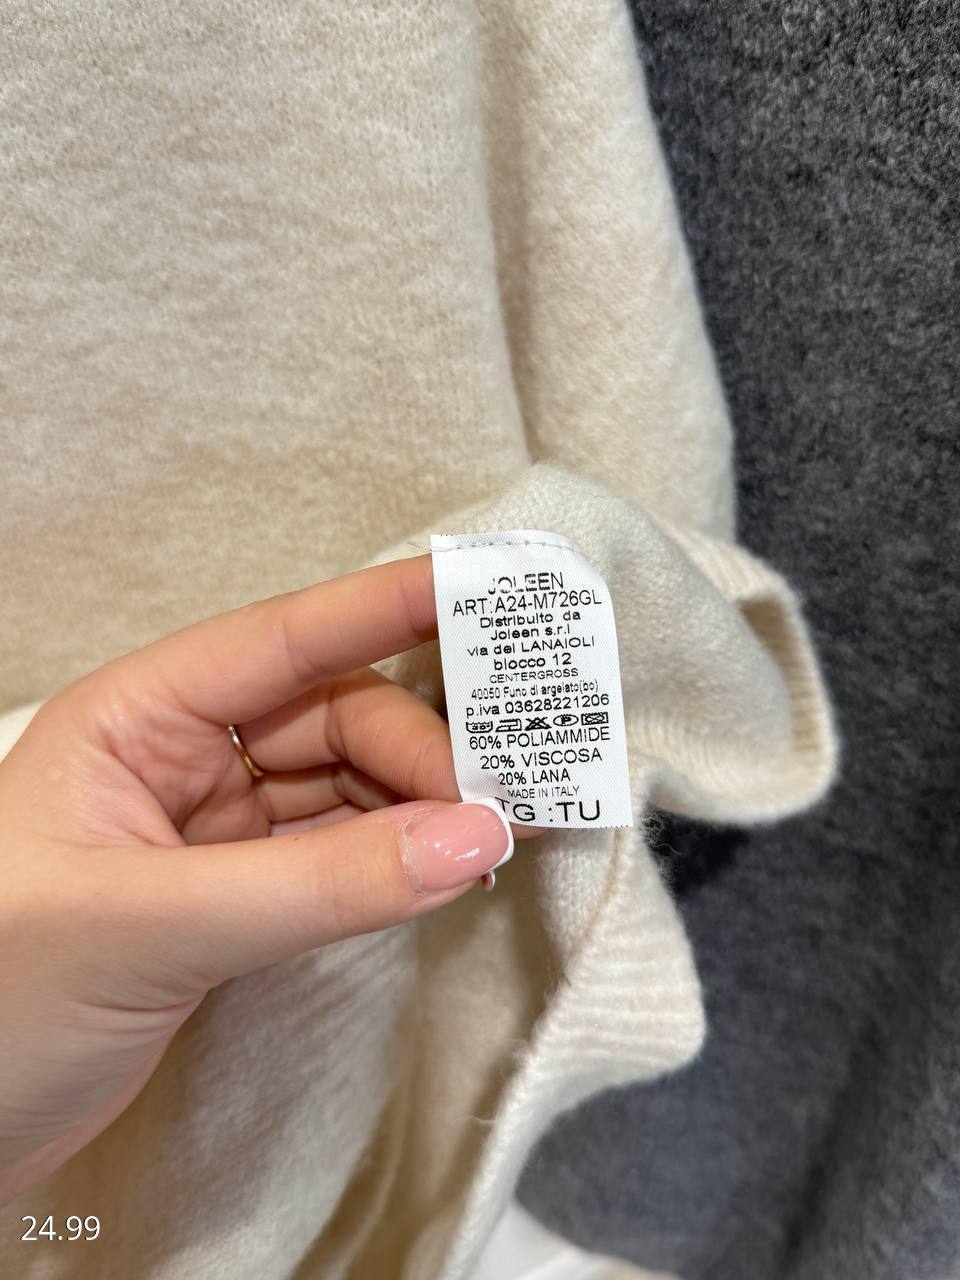 JOLEEN
ART:A24-M726GL
Distribuito da
Joleen s.r.l
via dei LANAIOLI
blocco 12
CENTERGROSS
40050 Funo di argelato(bo)
p.iva 03628221206
60% POLIAMMIDE
20% VISCOSA
20% LANA
MADE IN ITALY
TG :TU
24.99